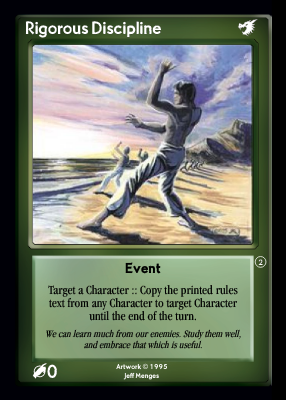 Rigorous Discipline
2
Event
Target a Character :: Copy the printed rules
text from any Character to target Character
until the end of the turn.
We can learn much from our enemies. Study them well,
and embrace that which is useful.
0
Artwork © 1995
Jeff Menges